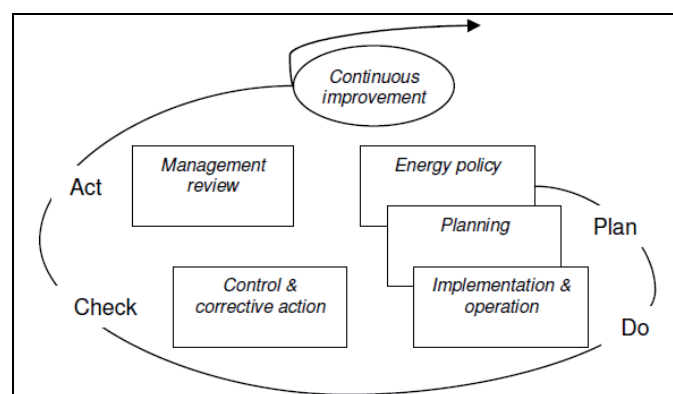 Continuous
improvement
Management
review
Energy policy
Act
Planning
Plan
Control &
corrective action
Implementation &
operation
Check
Do